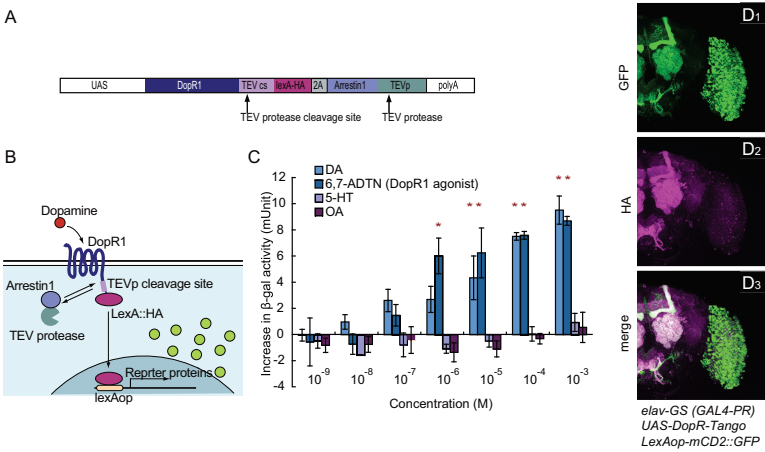 A
UAS DopR1 TEV cs lexA-HA 2A Arrestin1 TEVp polyA
TEV protease cleavage site TEV protease
B
Dopamine
DopR1
Arrestin1
TEVp cleavage site
TEV protease
LexA::HA
Reprter proteins
lexAop
C
DA
6,7-ADTN (DopR1 agonist)
5-HT
OA
Increase in β-gal activity (mUnit)
12
10
8
6
4
2
0
-2
-4
* ** ** **
10-9 10-8 10-7 10-6 10-5 10-4 10-3
Concentration (M)
D1
GFP
D2
HA
D3
merge
elav-GS (GAL4-PR)
UAS-DopR-Tango
LexAop-mCD2::GFP